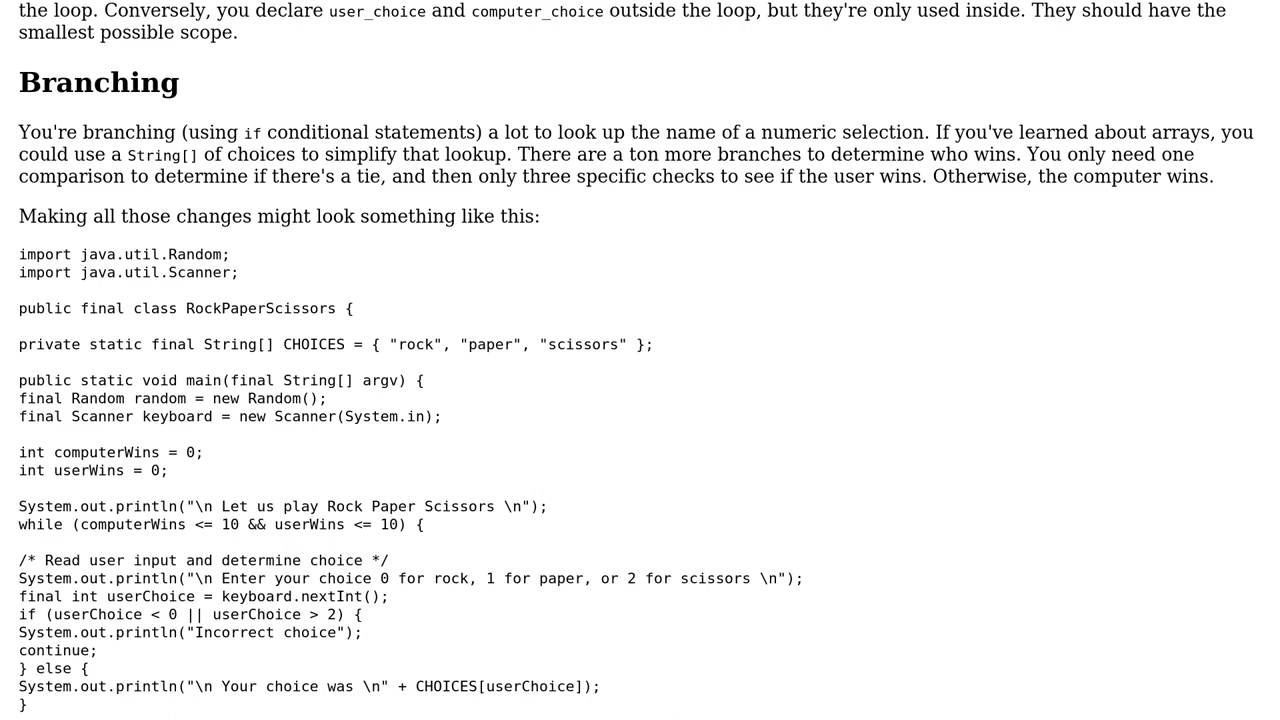 the loop. Conversely, you declare user_choice and computer_choice outside the loop, but they're only used inside. They should have the
smallest possible scope.
Branching
You're branching (using if conditional statements) a lot to look up the name of a numeric selection. If you've learned about arrays, you
could use a String[] of choices to simplify that lookup. There are a ton more branches to determine who wins. You only need one
comparison to determine if there's a tie, and then only three specific checks to see if the user wins. Otherwise, the computer wins.
Making all those changes might look something like this:
import java.util.Random;
import java.util.Scanner;
public final class RockPaperScissors {
private static final String[] CHOICES = { "rock", "paper", "scissors" };
public static void main(final String[] argv) {
final Random random = new Random();
final Scanner keyboard = new Scanner(System.in);
int computerWins = 0;
int userWins = 0;
System.out.println("\n Let us play Rock Paper Scissors \n");
while (computerWins <= 10 && userWins <= 10) {
/* Read user input and determine choice */
System.out.println("\n Enter your choice 0 for rock, 1 for paper, or 2 for scissors \n");
final int userChoice = keyboard.nextInt();
if (userChoice < 0 || userChoice > 2) {
System.out.println("Incorrect choice");
continue;
} else {
System.out.println("\n Your choice was \n" + CHOICES[userChoice]);
}